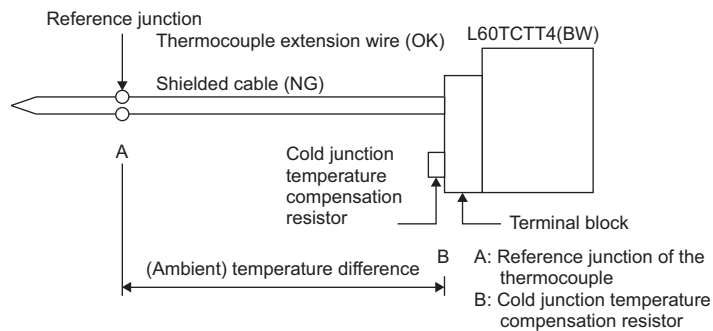 Reference junction
Thermocouple extension wire (OK)
L60TCTT4(BW)
Shielded cable (NG)
A
Cold junction
temperature
compensation
resistor
Terminal block
B
(Ambient) temperature difference
A: Reference junction of the
thermocouple
B: Cold junction temperature
compensation resistor